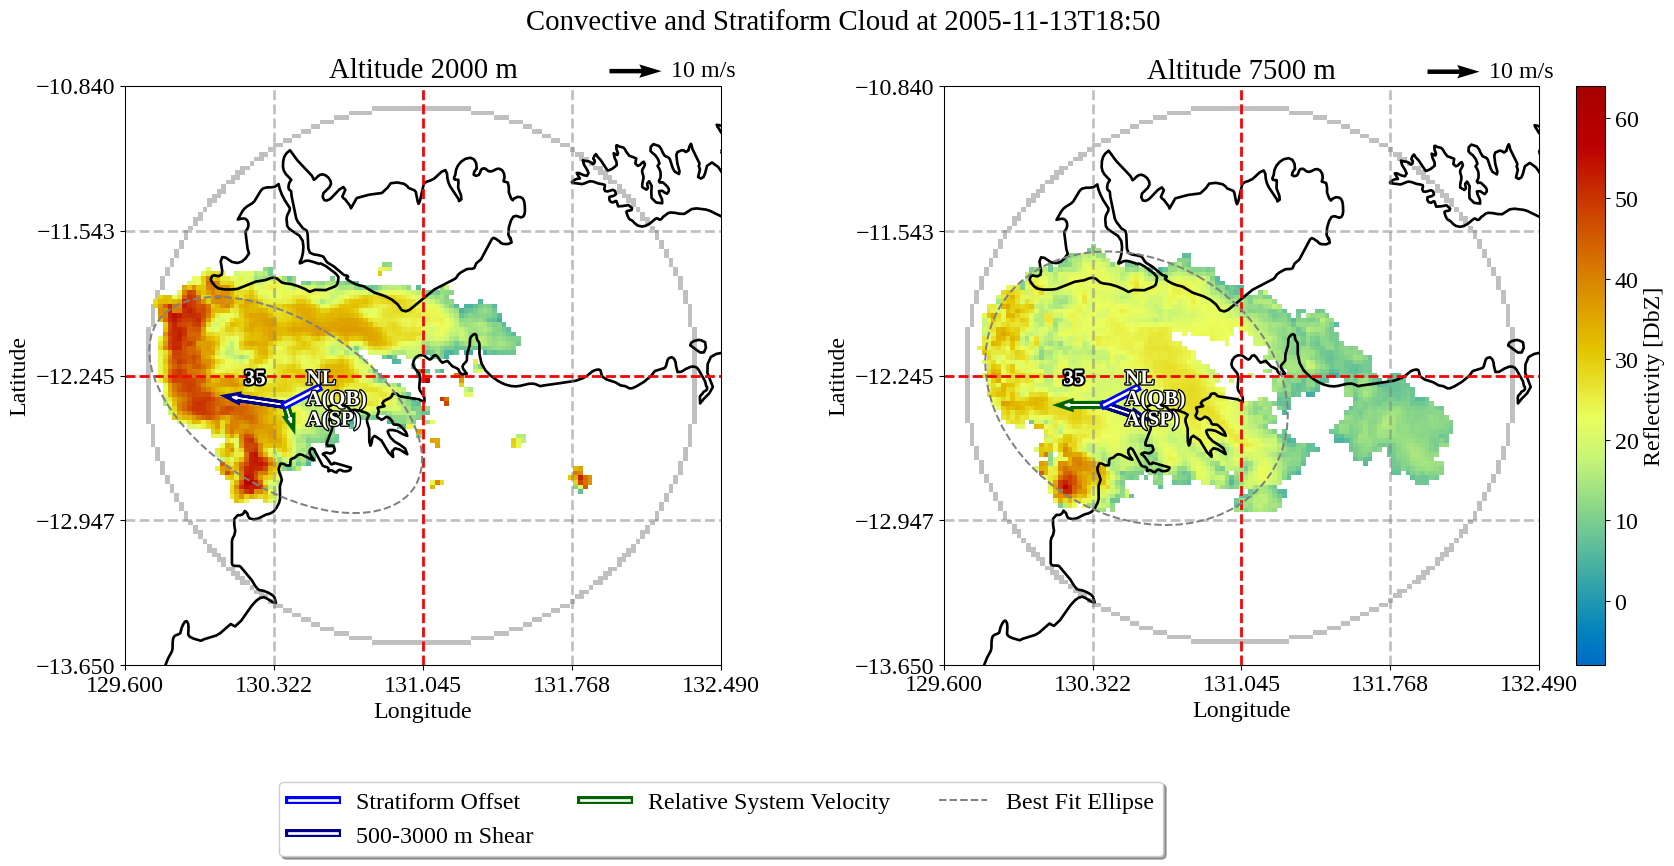 Convective and Stratiform Cloud at 2005-11-13T18:50
Altitude 2000 m
10 m/s
−10.840
−11.543
−12.245
−12.947
−13.650
129.600
130.322
131.045
131.768
132.490
Latitude
Longitude
35
NL
A(QB)
A(SP)
Altitude 7500 m
10 m/s
−10.840
−11.543
−12.245
−12.947
−13.650
129.600
130.322
131.045
131.768
132.490
Latitude
Longitude
35
NL
A(QB)
A(SP)
60
50
40
30
20
10
0
Reflectivity [DbZ]
Stratiform Offset
500-3000 m Shear
Relative System Velocity
Best Fit Ellipse